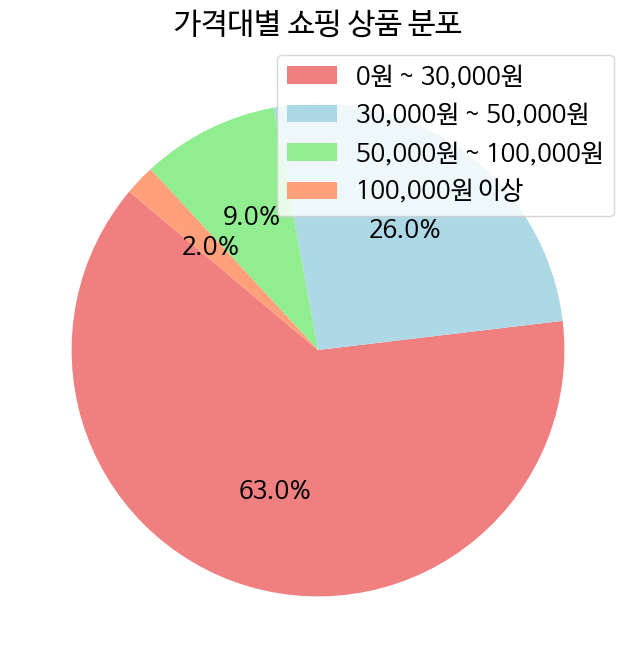 가격대별 쇼핑 상품 분포
0원 ~ 30,000원
30,000원 ~ 50,000원
50,000원 ~ 100,000원
100,000원 이상
9.0%
26.0%
2.0%
63.0%